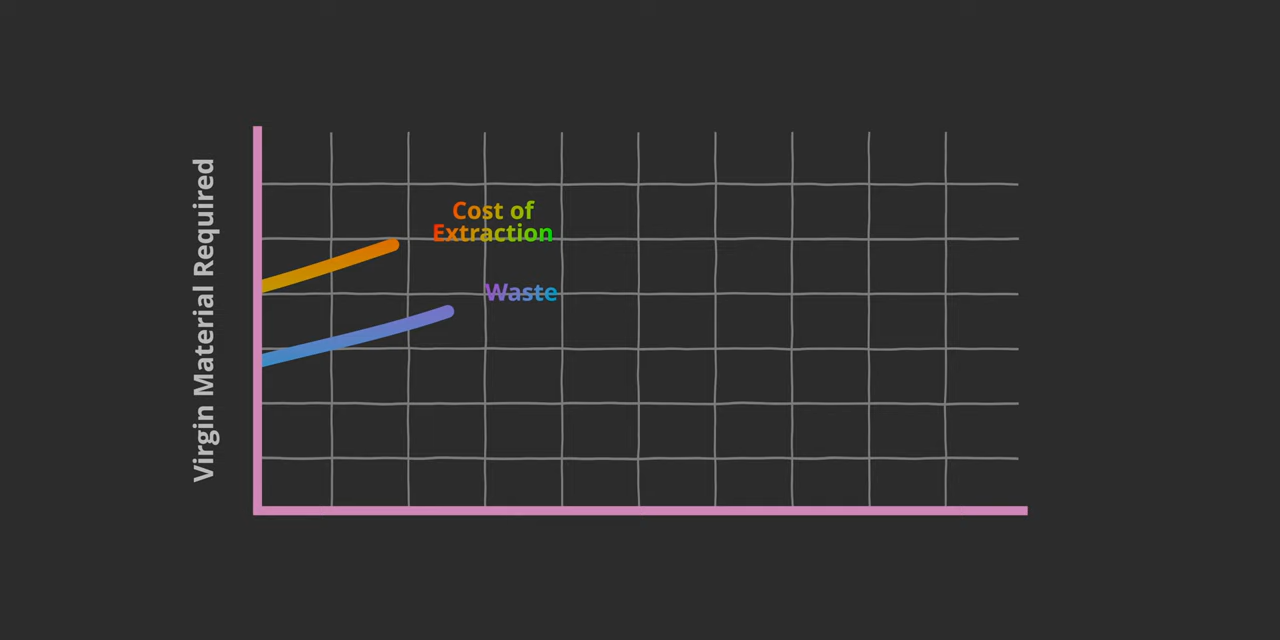 Virgin Material Required
Cost of
Extraction
Waste